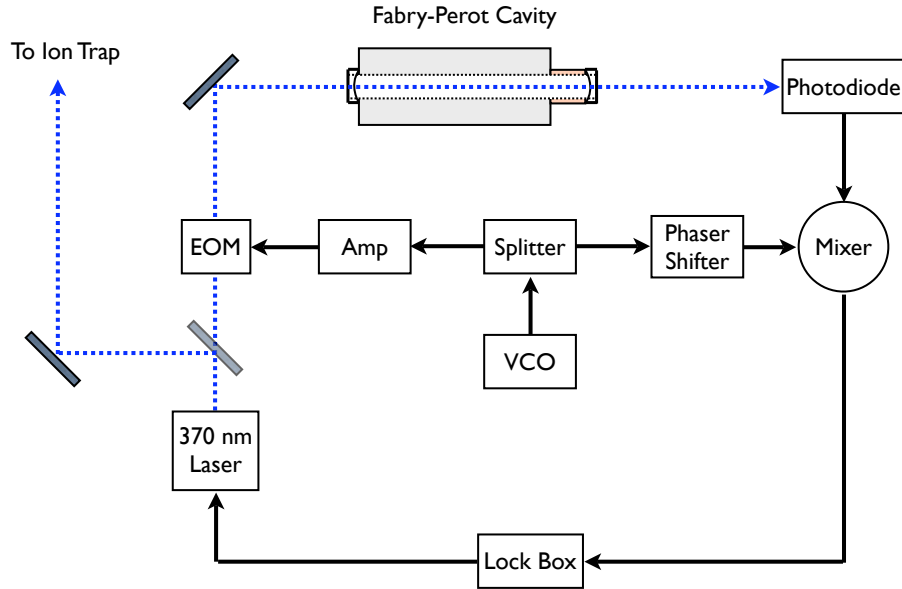 Fabry-Perot Cavity
To Ion Trap
Photodiode
EOM
Amp
Splitter
Phaser
Shifter
Mixer
VCO
370 nm
Laser
Lock Box